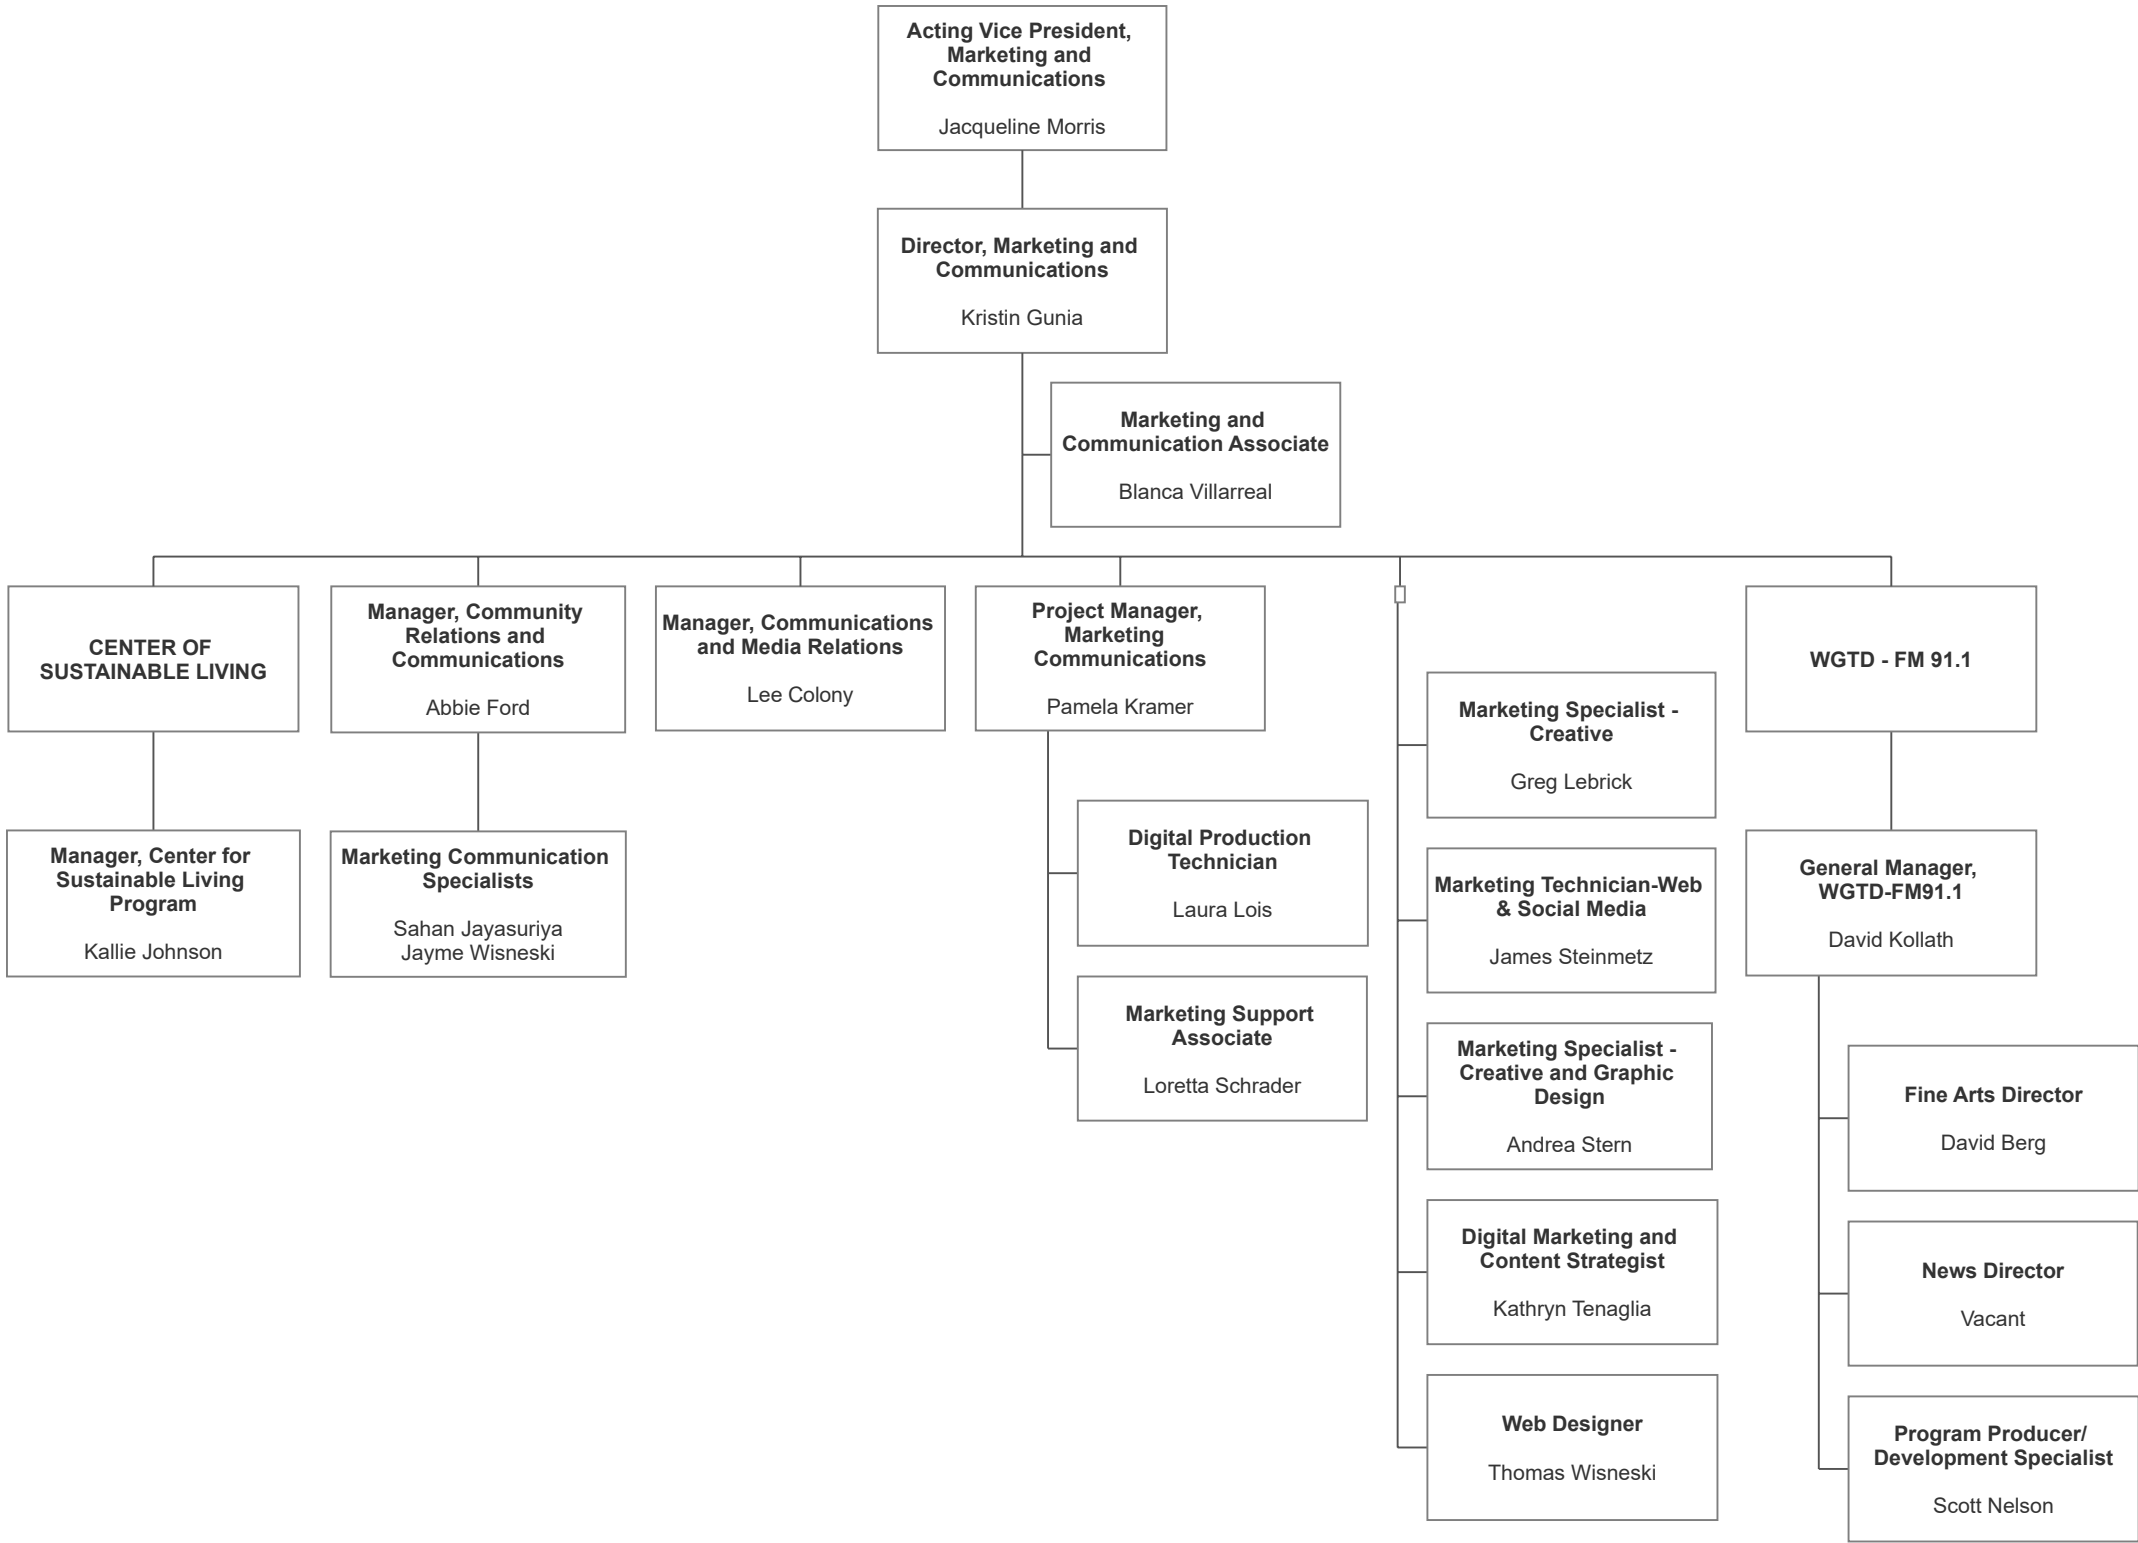 Acting Vice President,
Marketing and
Communications
Jacqueline Morris
Director, Marketing and
Communications
Kristin Gunia
Marketing and
Communication Associate
Blanca Villarreal
CENTER OF
SUSTAINABLE LIVING
Manager, Center for
Sustainable Living
Program
Kallie Johnson
Manager, Community
Relations and
Communications
Abbie Ford
Marketing Communication
Specialists
Sahan Jayasuriya
Jayme Wisneski
Manager, Communications
and Media Relations
Lee Colony
Project Manager,
Marketing
Communications
Pamela Kramer
Digital Production
Technician
Laura Lois
Marketing Support
Associate
Loretta Schrader
Marketing Specialist -
Creative
Greg Lebrick
Marketing Technician-Web
& Social Media
James Steinmetz
Marketing Specialist -
Creative and Graphic
Design
Andrea Stern
Digital Marketing and
Content Strategist
Kathryn Tenaglia
Web Designer
Thomas Wisneski
WGTD - FM 91.1
General Manager,
WGTD-FM91.1
David Kollath
Fine Arts Director
David Berg
News Director
Vacant
Program Producer/
Development Specialist
Scott Nelson